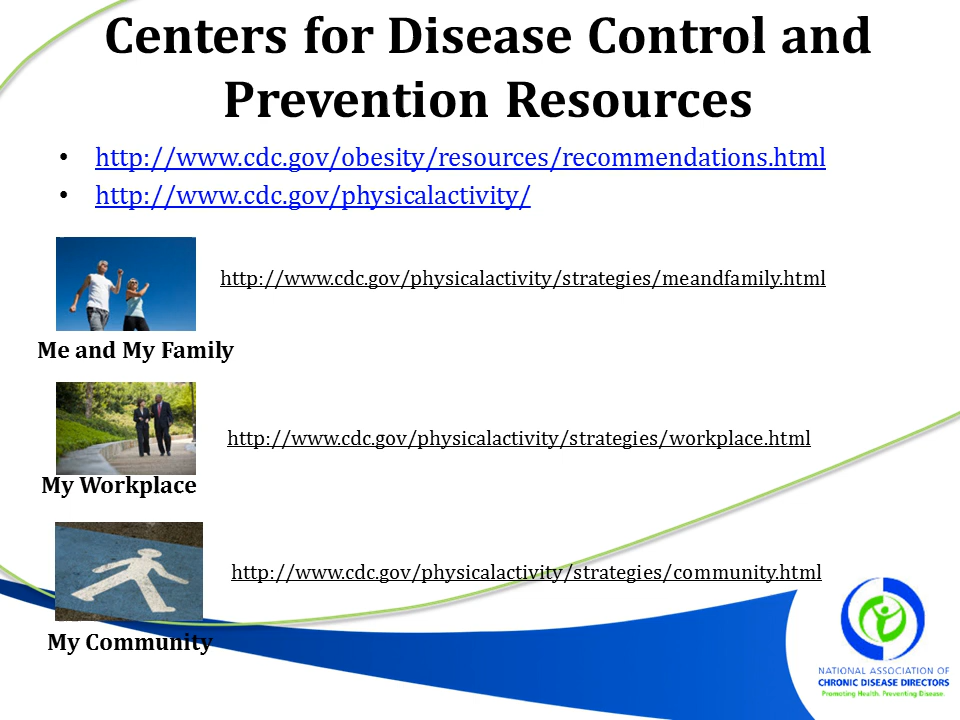 Centers for Disease Control and
Prevention Resources
• http://www.cdc.gov/obesity/resources/recommendations.html
• http://www.cdc.gov/physicalactivity/
http://www.cdc.gov/physicalactivity/strategies/meandfamily.html
Me and My Family
http://www.cdc.gov/physicalactivity/strategies/workplace.html
My Workplace
http://www.cdc.gov/physicalactivity/strategies/community.html
My Community
NATIONAL ASSOCIATION OF
CHRONIC DISEASE DIRECTORS
Promoting Health. Preventing Disease.